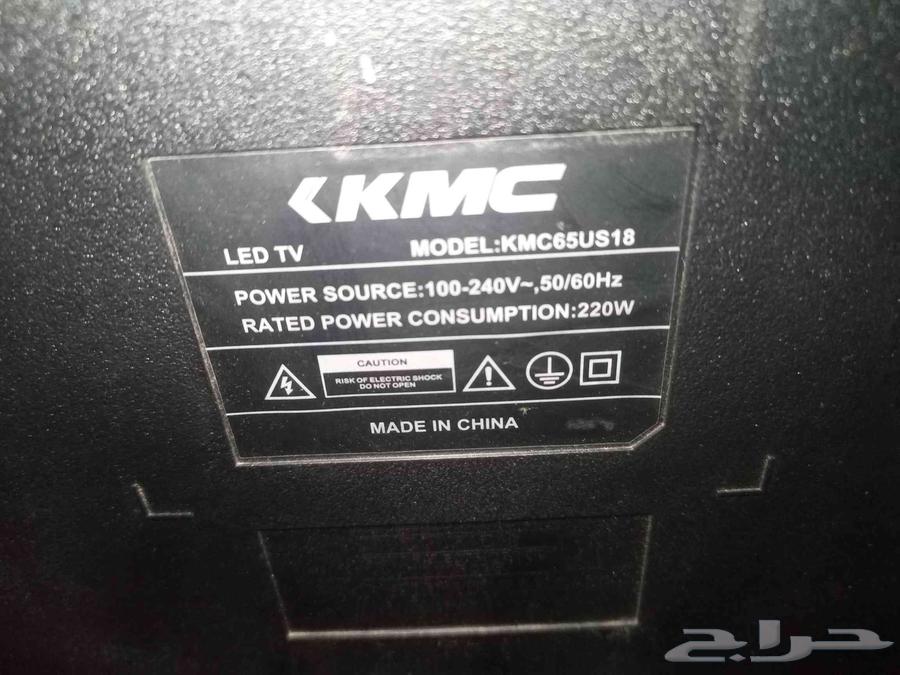 KMC
LED TV MODEL:KMC65US18
POWER SOURCE:100-240V~,50/60Hz
RATED POWER CONSUMPTION:220W
CAUTION
RISK OF ELECTRIC SHOCK
DO NOT OPEN
MADE IN CHINA
حراج